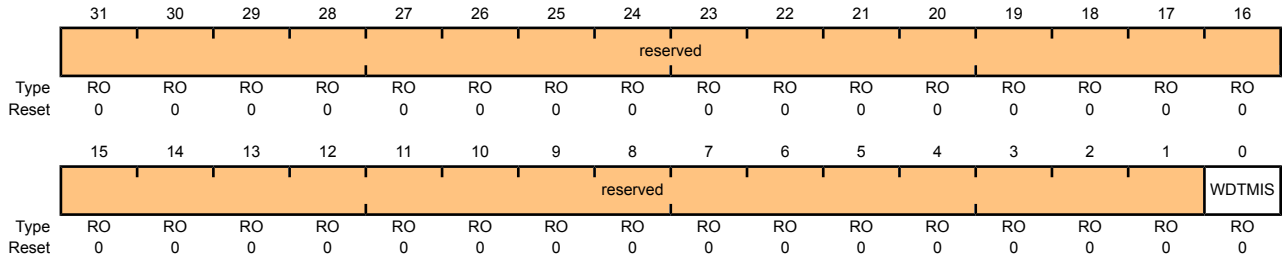 31 30 29 28 27 26 25 24 23 22 21 20 19 18 17 16
reserved
Type RO RO RO RO RO RO RO RO RO RO RO RO RO RO RO RO
Reset 0 0 0 0 0 0 0 0 0 0 0 0 0 0 0 0
15 14 13 12 11 10 9 8 7 6 5 4 3 2 1 0
reserved WDTMIS
Type RO RO RO RO RO RO RO RO RO RO RO RO RO RO RO RO
Reset 0 0 0 0 0 0 0 0 0 0 0 0 0 0 0 0